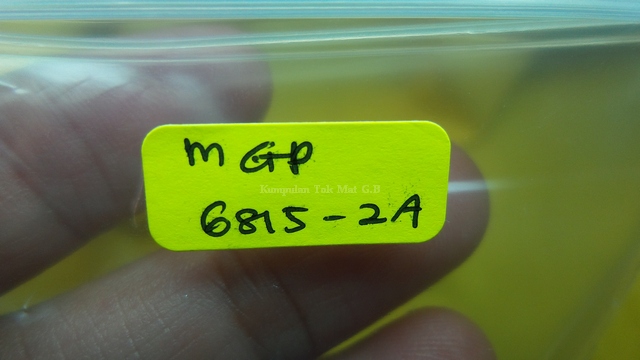 m GP
Kumpulan Tok Mat G.B
6815-2A